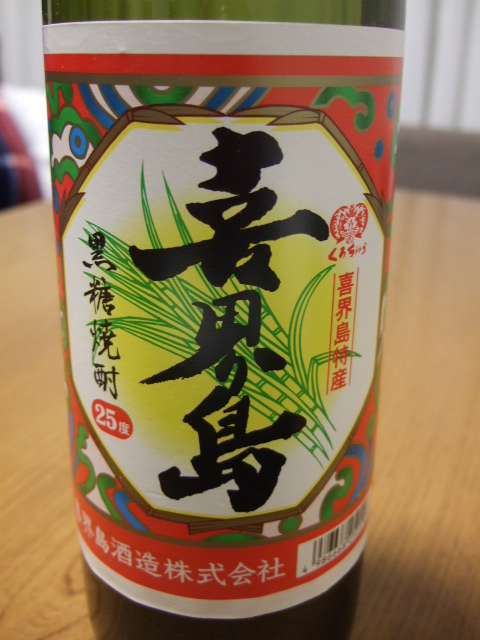 喜界島
黒糖焼酎
25度
くろちゅう
喜界島特産
界島酒造株式会社